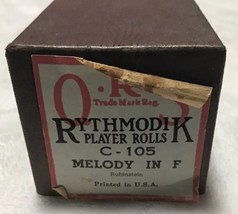 Trade Mark Reg.
RYTHMODIK
PLAYER ROLLS
C-105
MELODY IN F
Rubinstein
Printed in U.S.A.